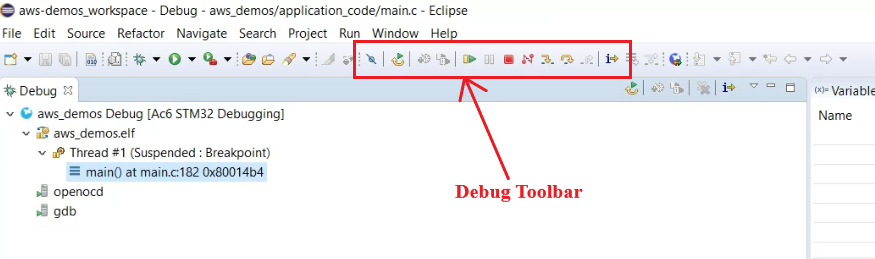 aws-demos_workspace - Debug - aws_demos/application_code/main.c - Eclipse
File Edit Source Refactor Navigate Search Project Run Window Help
010
Debug
(x)= Variable
aws_demos Debug [Ac6 STM32 Debugging]
Name
aws_demos.elf
Thread #1 (Suspended : Breakpoint)
main() at main.c:182 0x80014b4
openocd
Debug Toolbar
gdb